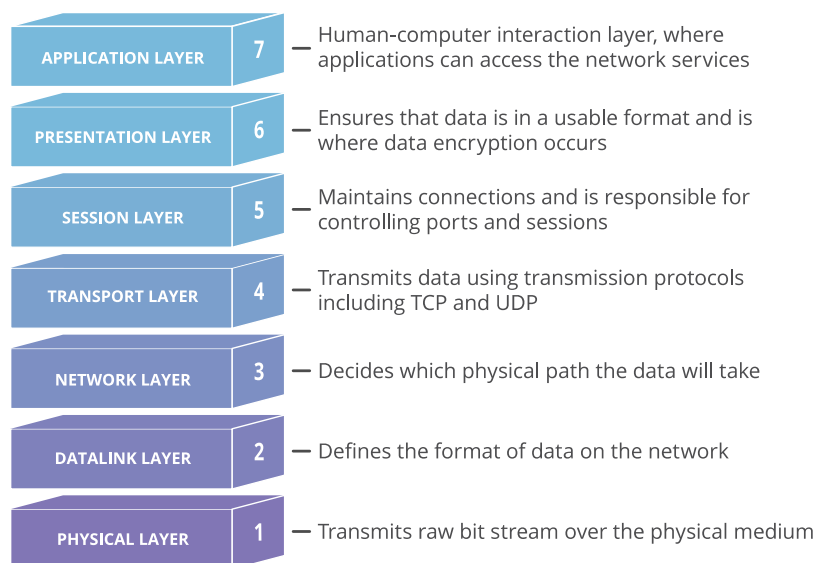 APPLICATION LAYER 7 – Human-computer interaction layer, where
applications can access the network services
PRESENTATION LAYER 6 – Ensures that data is in a usable format and is
where data encryption occurs
SESSION LAYER 5 – Maintains connections and is responsible for
controlling ports and sessions
TRANSPORT LAYER 4 – Transmits data using transmission protocols
including TCP and UDP
NETWORK LAYER 3 – Decides which physical path the data will take
DATALINK LAYER 2 – Defines the format of data on the network
PHYSICAL LAYER 1 – Transmits raw bit stream over the physical medium